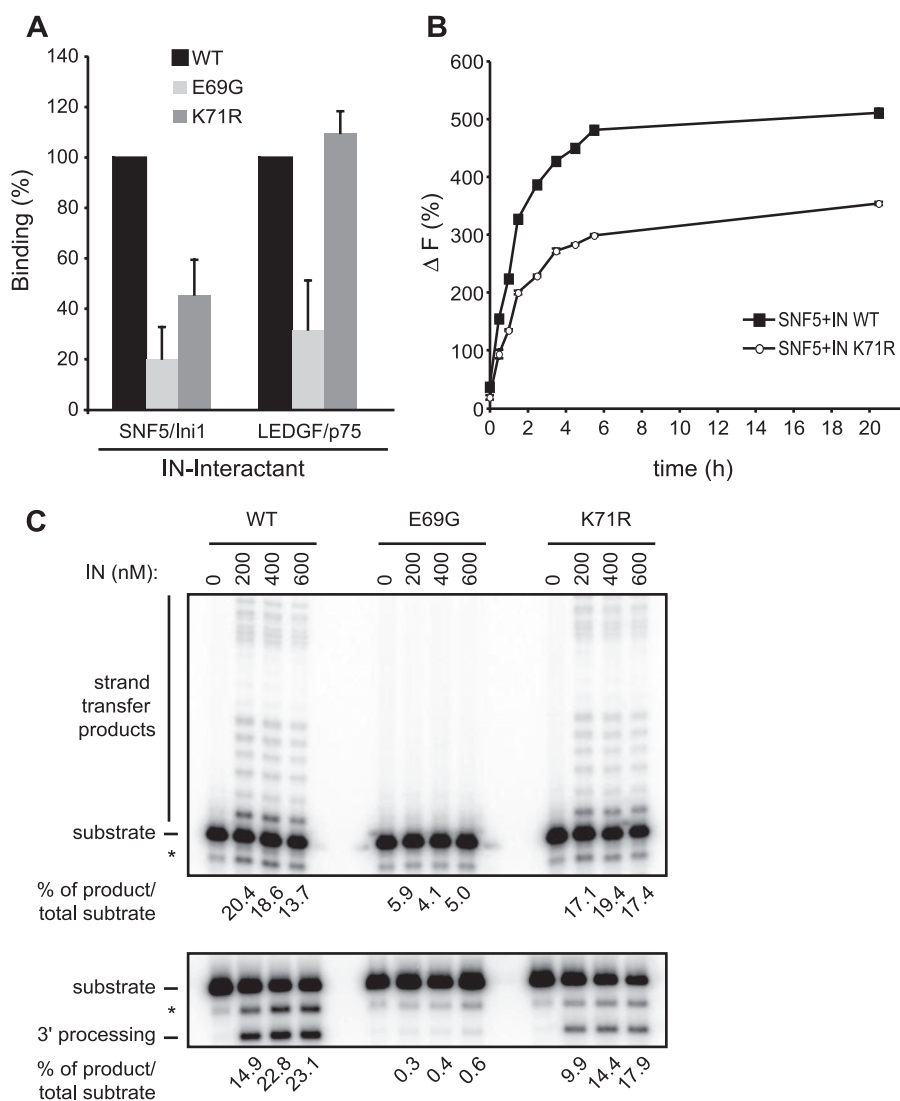 A
140
120
100
80
60
40
20
0
Binding (%)
WT
E69G
K71R
SNF5/Ini1
LEDGF/p75
IN-Interactant
B
600
500
400
300
200
100
0
Δ F (%)
SNF5+IN WT
SNF5+IN K71R
0 2 4 6 8 10 12 14 16 18 20
time (h)
C
WT E69G K71R
IN (nM): 0 200 400 600 0 200 400 600 0 200 400 600
strand
transfer
products
substrate
*
% of product/
total subtrate
20.4 18.6 13.7 5.9 4.1 5.0 17.1 19.4 17.4
substrate
*
3' processing
% of product/
total subtrate
14.9 22.8 23.1 0.3 0.4 0.6 9.9 14.4 17.9